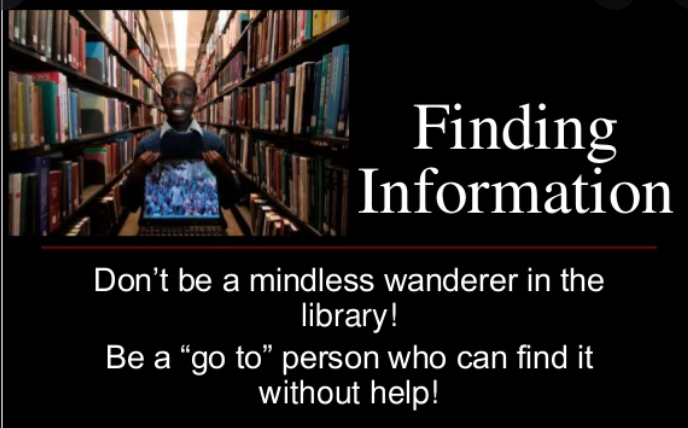 Finding
Information
Don’t be a mindless wanderer in the
library!
Be a “go to” person who can find it
without help!